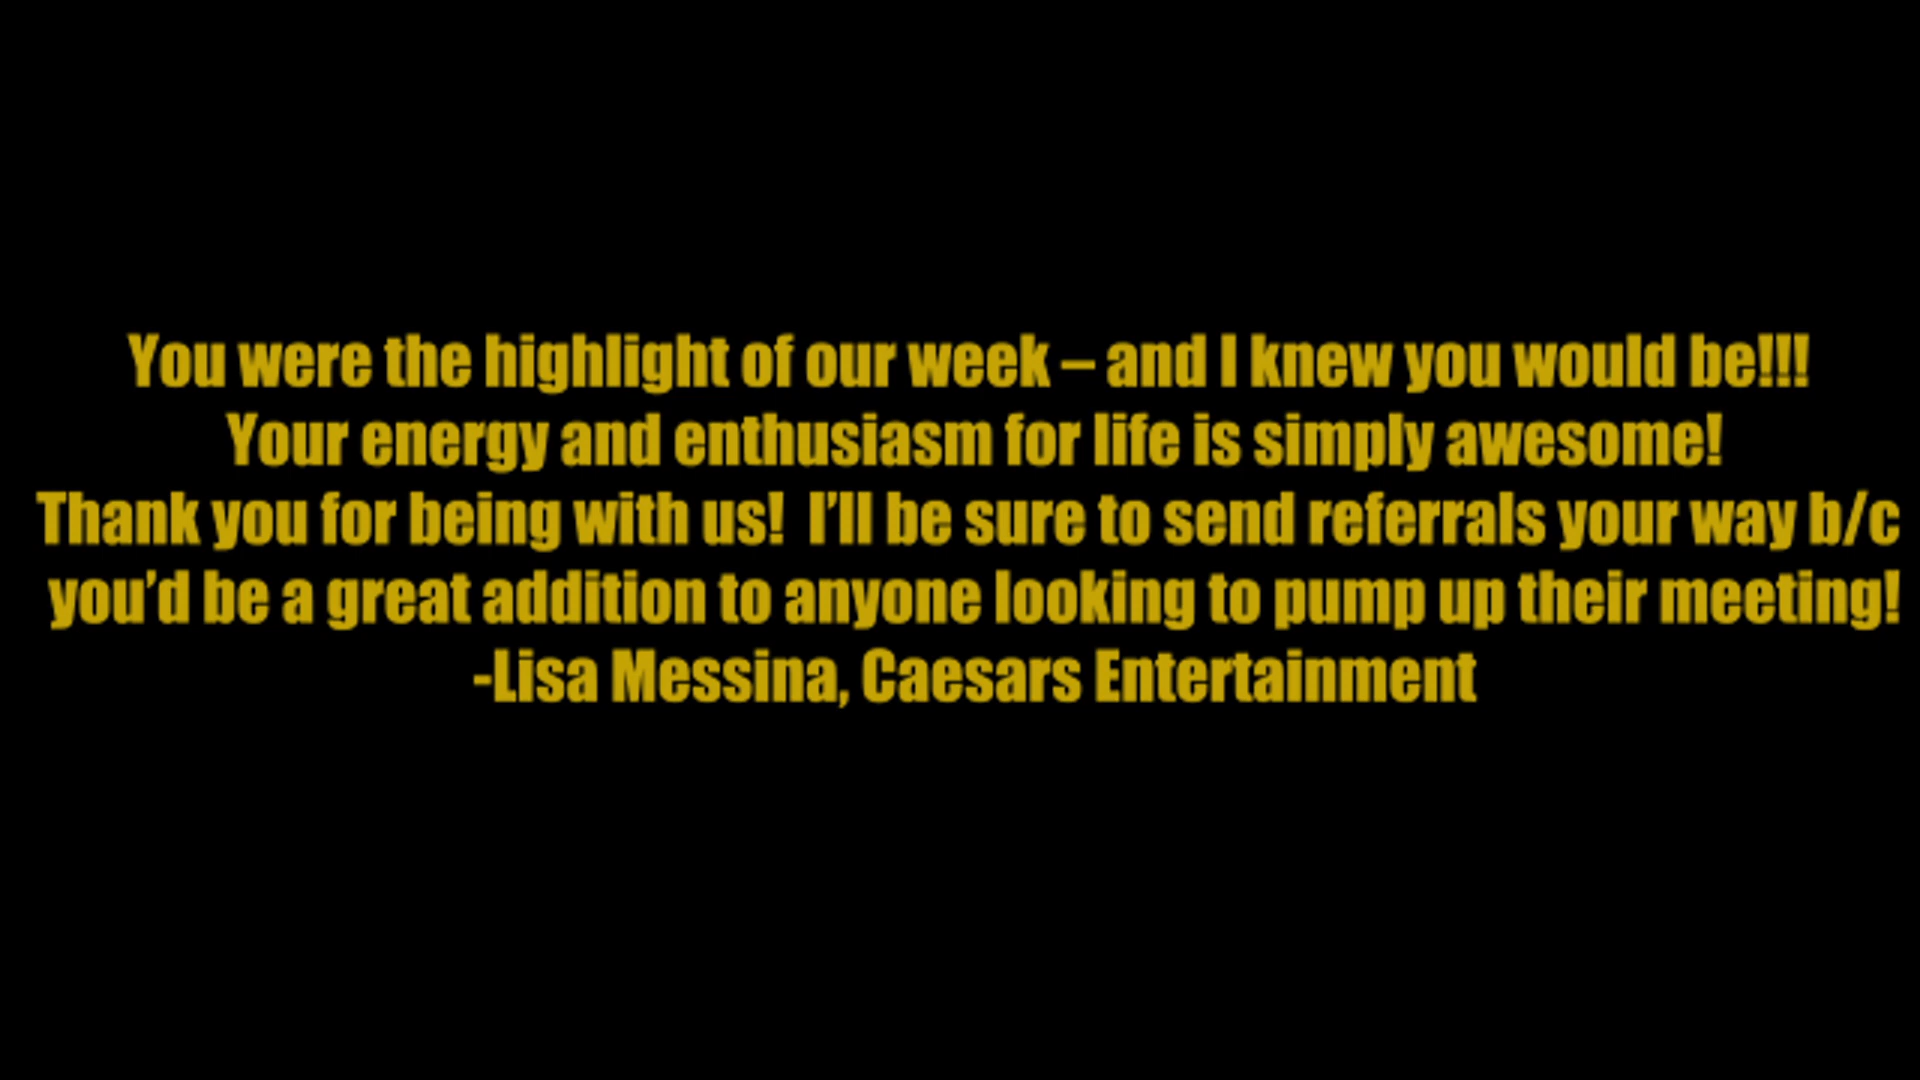 You were the highlight of our week – and I knew you would be!!!
Your energy and enthusiasm for life is simply awesome!
Thank you for being with us!  I’ll be sure to send referrals your way b/c
you’d be a great addition to anyone looking to pump up their meeting!
-Lisa Messina, Caesars Entertainment